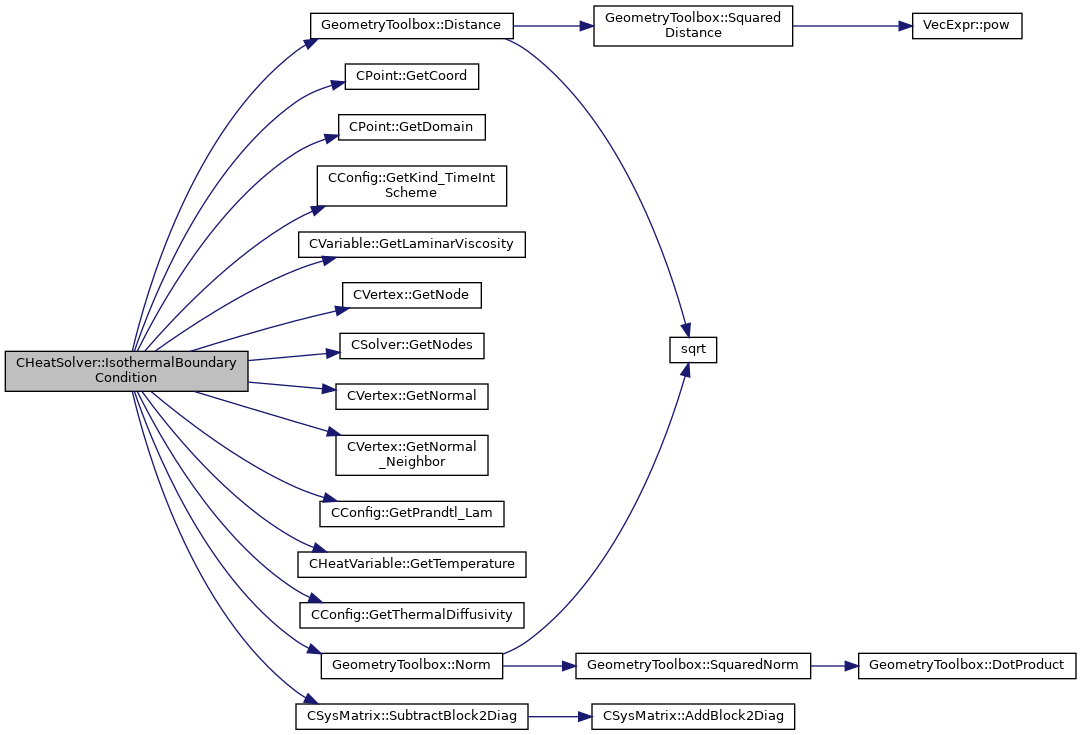 CHeatSolver::IsothermalBoundary
Condition
GeometryToolbox::Distance
GeometryToolbox::Squared
Distance
VecExpr::pow
CPoint::GetCoord
CPoint::GetDomain
CConfig::GetKind_TimeInt
Scheme
CVariable::GetLaminarViscosity
CVertex::GetNode
CSolver::GetNodes
sqrt
CVertex::GetNormal
CVertex::GetNormal
_Neighbor
CConfig::GetPrandtl_Lam
CHeatVariable::GetTemperature
CConfig::GetThermalDiffusivity
GeometryToolbox::Norm
GeometryToolbox::SquaredNorm
GeometryToolbox::DotProduct
CSysMatrix::SubtractBlock2Diag
CSysMatrix::AddBlock2Diag